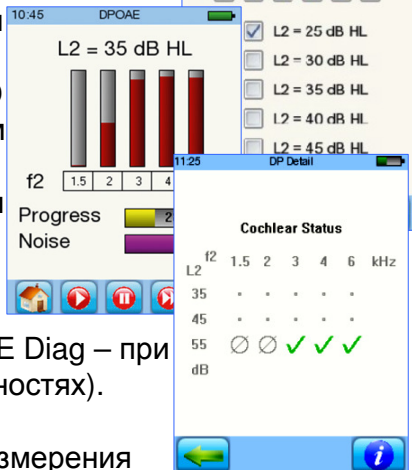 10:45 DPOAE
L2 = 35 dB HL
f2 1.5 2 3 4
Progress 2
Noise
L2 = 25 dB HL
L2 = 30 dB HL
L2 = 35 dB HL
L2 = 40 dB HL
L2 = 45 dB HL
11:25 DP Detail
Cochlear Status
L2 f2 1.5 2 3 4 6 kHz
35
45
55 ∅ ∅ ✓ ✓ ✓
dB
E Diag – при
ностях).
змерения